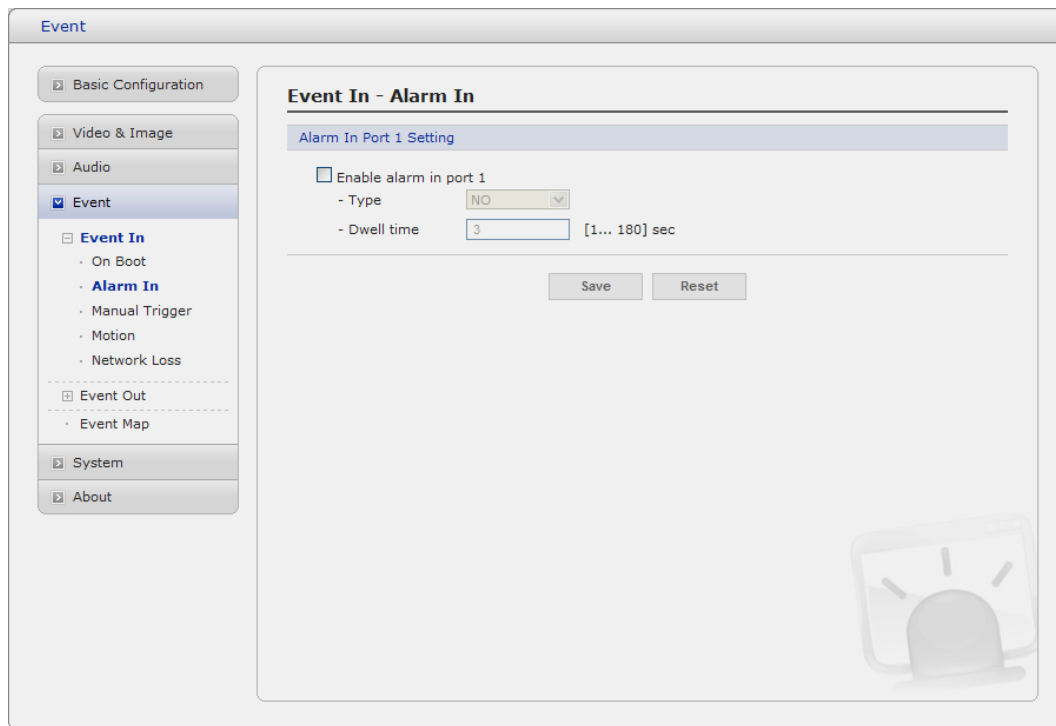 Event
Basic Configuration
Video & Image
Audio
Event
Event In
On Boot
Alarm In
Manual Trigger
Motion
Network Loss
Event Out
Event Map
System
About
Event In - Alarm In
Alarm In Port 1 Setting
Enable alarm in port 1
- Type NO
- Dwell time 3 [1... 180] sec
Save Reset